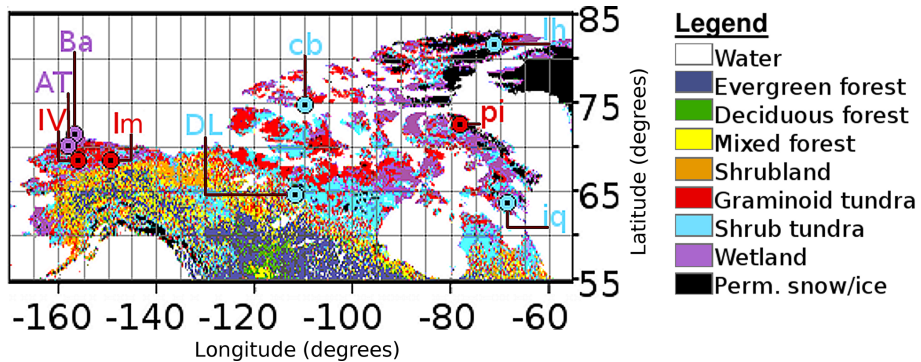 Ba
AT
IV
Im
DL
cb
lh
pi
iq
85
75
65
55
Latitude (degrees)
-160 -140 -120 -100 -80 -60
Longitude (degrees)
Legend
Water
Evergreen forest
Deciduous forest
Mixed forest
Shrubland
Graminoid tundra
Shrub tundra
Wetland
Perm. snow/ice